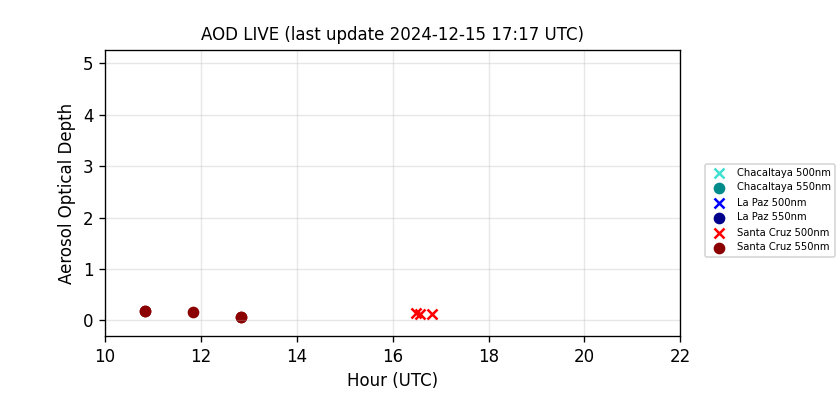 AOD LIVE (last update 2024-12-15 17:17 UTC)
Aerosol Optical Depth
5
4
3
2
1
0
10 12 14 16 18 20 22
Hour (UTC)
Chacaltaya 500nm
Chacaltaya 550nm
La Paz 500nm
La Paz 550nm
Santa Cruz 500nm
Santa Cruz 550nm